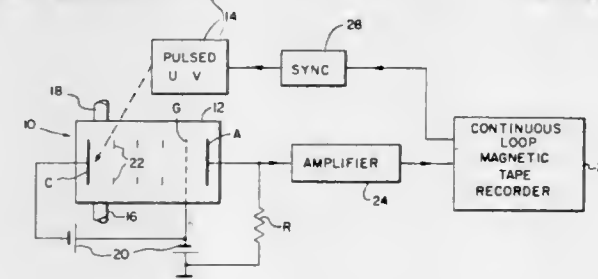 14
28
PULSED
U V
SYNC
18
G
12
10
A
CONTINUOUS
LOOP
MAGNETIC
TAPE
RECORDER
22
AMPLIFIER
C
24
R
16
20